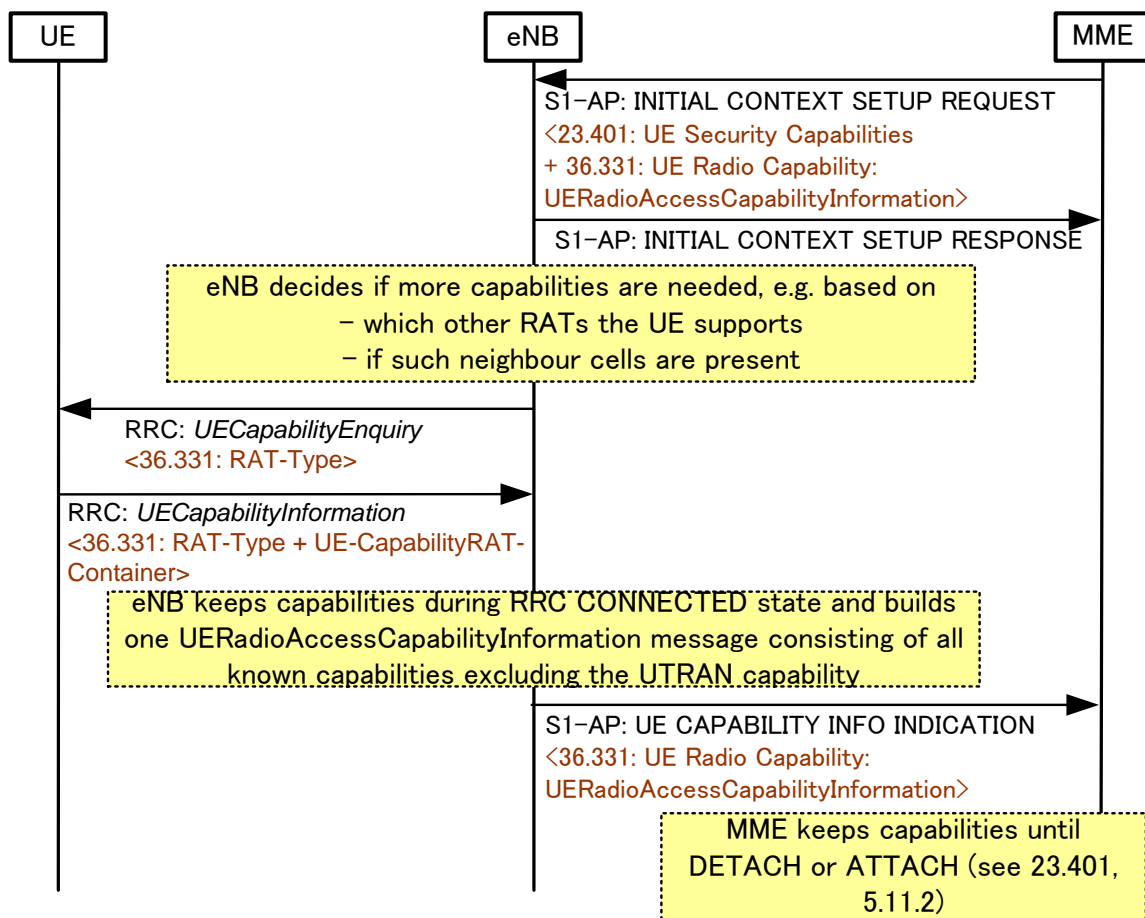 UE
eNB
MME
S1-AP: INITIAL CONTEXT SETUP REQUEST
<23.401: UE Security Capabilities
+ 36.331: UE Radio Capability:
UERadioAccessCapabilityInformation>
S1-AP: INITIAL CONTEXT SETUP RESPONSE
eNB decides if more capabilities are needed, e.g. based on
- which other RATs the UE supports
- if such neighbour cells are present
RRC: UECapabilityEnquiry
<36.331: RAT-Type>
RRC: UECapabilityInformation
<36.331: RAT-Type + UE-CapabilityRAT-
Container>
eNB keeps capabilities during RRC CONNECTED state and builds
one UERadioAccessCapabilityInformation message consisting of all
known capabilities excluding the UTRAN capability
S1-AP: UE CAPABILITY INFO INDICATION
<36.331: UE Radio Capability:
UERadioAccessCapabilityInformation>
MME keeps capabilities until
DETACH or ATTACH (see 23.401,
5.11.2)